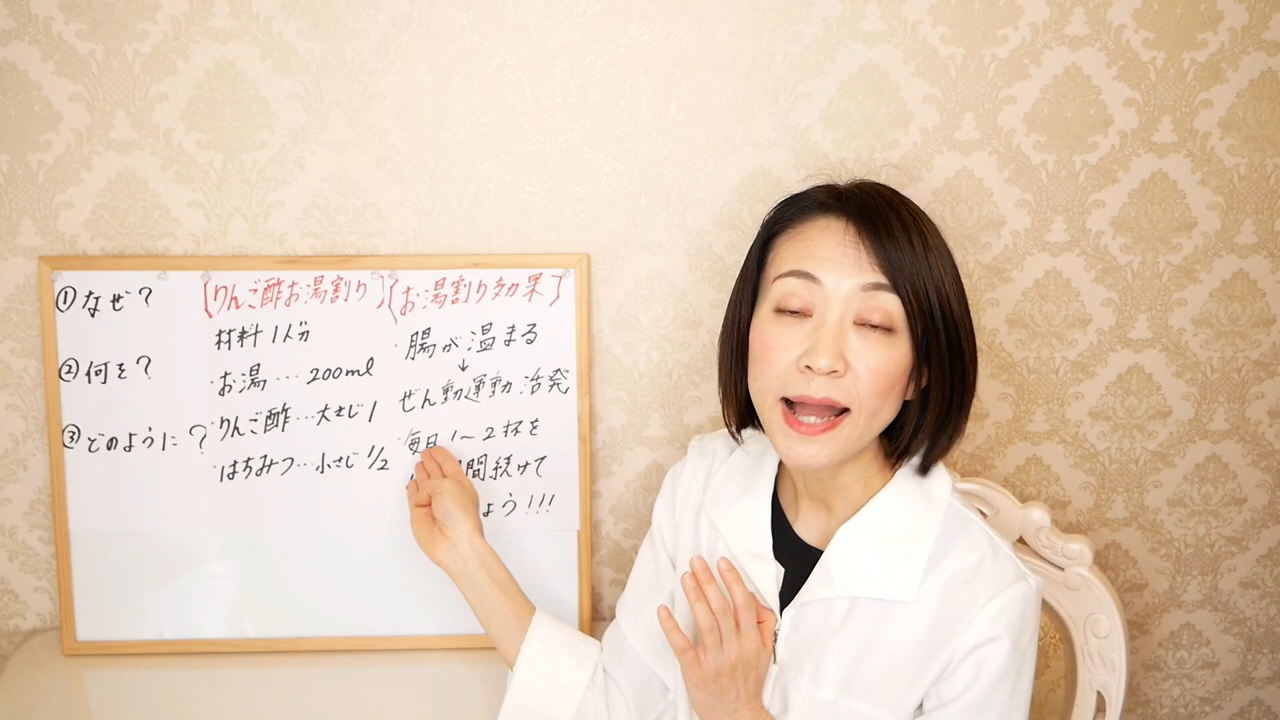 ①なぜ?
②何を?
③どのように?
【りんご酢お湯割り】
材料 1人分
・お湯…200ml
・りんご酢…大さじ1
・はちみつ…小さじ1/2
【お湯割り効果】
・腸が温まる
↓
ぜん動運動 活発
・毎日1~2杯を
間続けて
ょう!!!